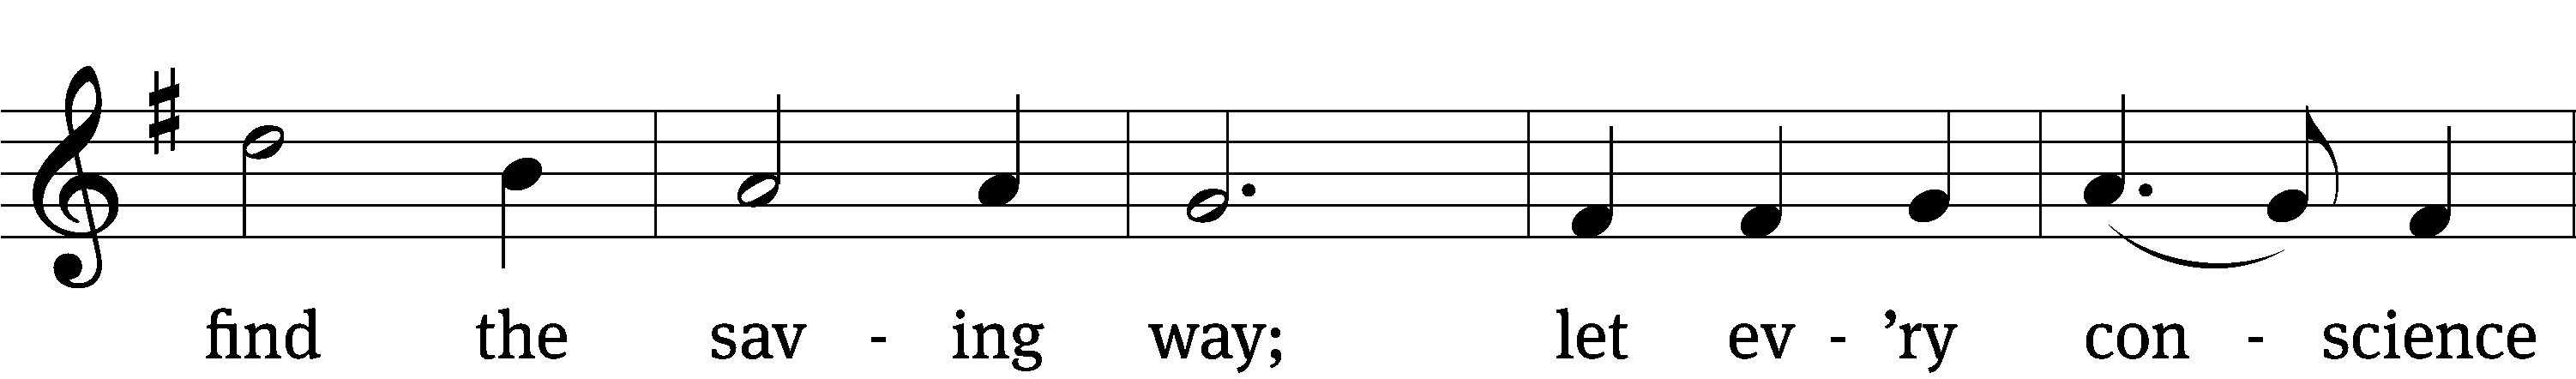 find the sav - ing way; let ev - ’ry con - science